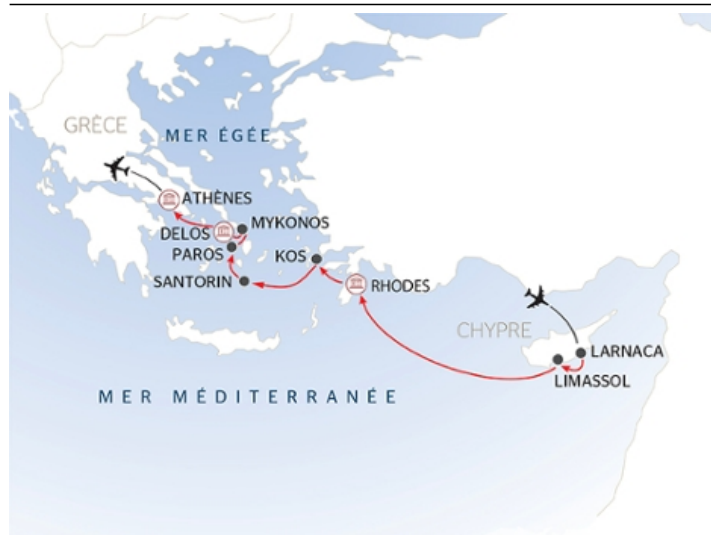 GRÈCE
MER ÉGÉE
ATHÈNES
MYKONOS
DELOS
PAROS
KOS
SANTORIN
RHODES
CHYPRE
LARNACA
LIMASSOL
MER MÉDITERRANÉE